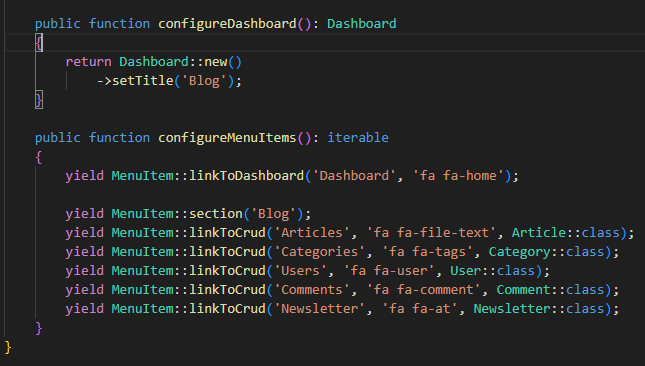 public function configureDashboard(): Dashboard
{
return Dashboard::new()
->setTitle('Blog');
}
public function configureMenuItems(): iterable
{
yield MenuItem::linkToDashboard('Dashboard', 'fa fa-home');
yield MenuItem::section('Blog');
yield MenuItem::linkToCrud('Articles', 'fa fa-file-text', Article::class);
yield MenuItem::linkToCrud('Categories', 'fa fa-tags', Category::class);
yield MenuItem::linkToCrud('Users', 'fa fa-user', User::class);
yield MenuItem::linkToCrud('Comments', 'fa fa-comment', Comment::class);
yield MenuItem::linkToCrud('Newsletter', 'fa fa-at', Newsletter::class);
}
}